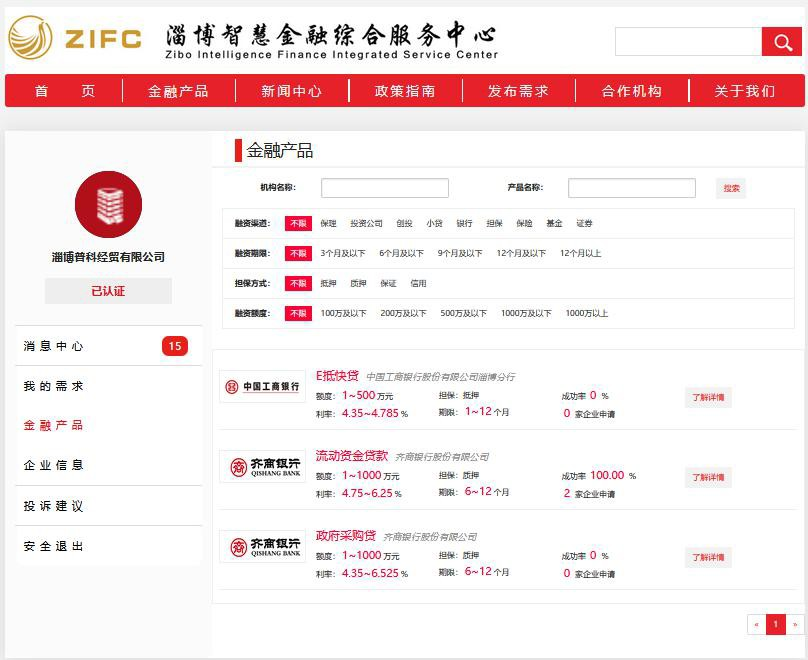 ZIFC 淄博智慧金融综合服务中心
Zibo Intelligence Finance Integrated Service Center
首 页 金融产品 新闻中心 政策指南 发布需求 合作机构 关于我们
淄博普科经贸有限公司
已认证
消息中心 15
我的需求
金融产品
企业信息
投诉建议
安全退出
金融产品
机构名称: 产品名称: 搜索
融资渠道: 不限 保理 投资公司 创投 小贷 银行 担保 保险 基金 证券
融资期限: 不限 3个月及以下 6个月及以下 9个月及以下 12个月及以下 12个月以上
担保方式: 不限 抵押 质押 保证 信用
融资额度: 不限 100万及以下 200万及以下 500万及以下 1000万及以下 1000万以上
中国工商银行
E抵快贷 中国工商银行股份有限公司淄博分行
额度: 1~500 万元 担保: 抵押 成功率 0 % 了解详情
利率: 4.35~4.785 % 期限: 1~12 个月 0 家企业申请
齐商银行
QISHANG BANK
流动资金贷款 齐商银行股份有限公司
额度: 1~1000 万元 担保: 质押 成功率 100.00 % 了解详情
利率: 4.75~6.25 % 期限: 6~12 个月 2 家企业申请
齐商银行
QISHANG BANK
政府采购贷 齐商银行股份有限公司
额度: 1~1000 万元 担保: 质押 成功率 0 % 了解详情
利率: 4.35~6.525 % 期限: 6~12 个月 0 家企业申请
« 1 »